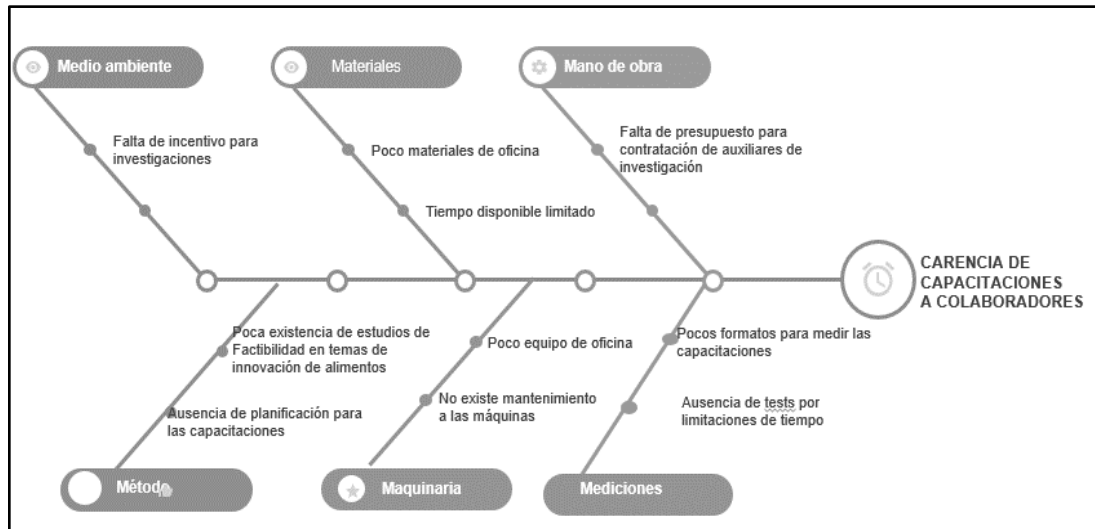 Medio ambiente
Materiales
Mano de obra
Falta de incentivo para
investigaciones
Poco materiales de oficina
Tiempo disponible limitado
Falta de presupuesto para
contratación de auxiliares de
investigación
CARENCIA DE
CAPACITACIONES
A COLABORADORES
Poca existencia de estudios de
Factibilidad en temas de
innovación de alimentos
Ausencia de planificación para
las capacitaciones
Poco equipo de oficina
No existe mantenimiento
a las máquinas
Pocos formatos para medir las
capacitaciones
Ausencia de tests por
limitaciones de tiempo
Método
Maquinaria
Mediciones